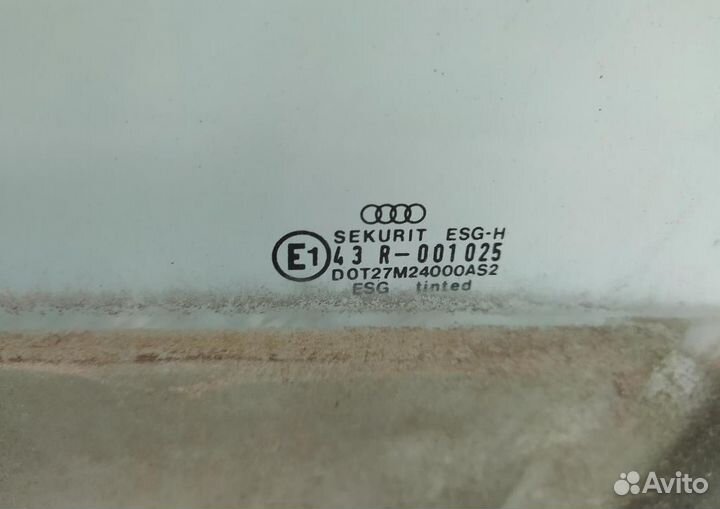 SEKURIT ESG-H
E1 43 R-001025
DOT27M24000AS2
ESG tinted
Avito